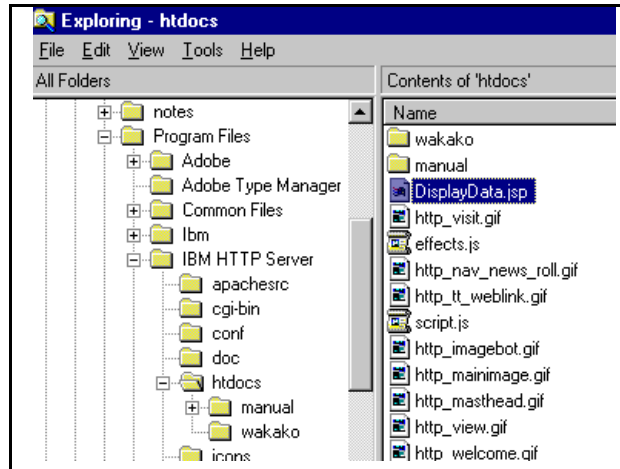 Exploring - htdocs
File Edit View Tools Help
All Folders
notes
Program Files
Adobe
Adobe Type Manager
Common Files
Ibm
IBM HTTP Server
apachesrc
cgi-bin
conf
doc
htdocs
manual
wakako
icons
Contents of 'htdocs'
Name
wakako
manual
DisplayData.jsp
http_visit.gif
effects.js
http_nav_news_roll.gif
http_tt_weblink.gif
script.js
http_imagebot.gif
http_mainimage.gif
http_masthead.gif
http_view.gif
http_welcome.gif